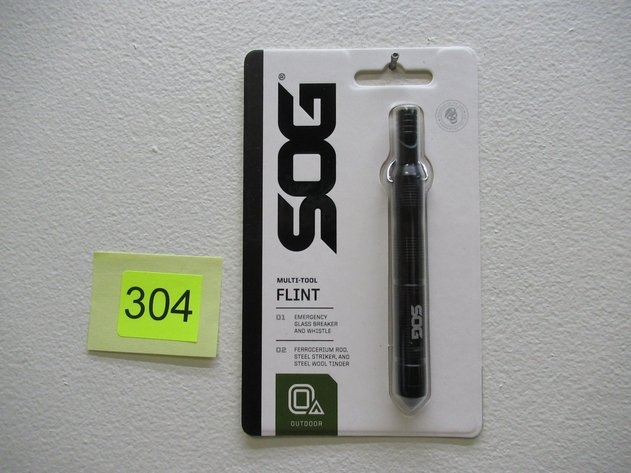 SOG®
MULTI-TOOL
FLINT
01 EMERGENCY
GLASS BREAKER
AND WHISTLE
02 FERROCERIUM ROD,
STEEL STRIKER, AND
STEEL WOOL TINDER
OUTDOOR
SOG
304